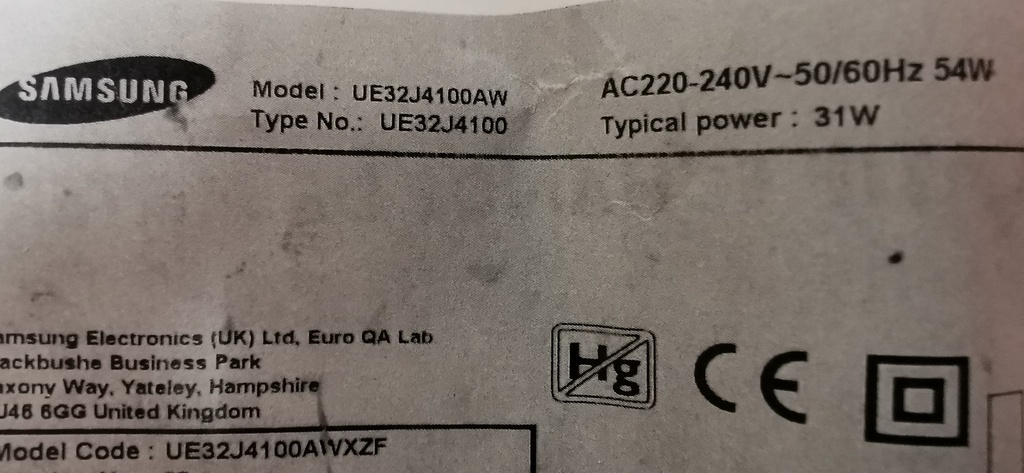 SAMSUNG
Model : UE32J4100AW
Type No.: UE32J4100
AC220-240V~50/60Hz 54W
Typical power : 31W
amsung Electronics (UK) Ltd, Euro QA Lab
ackbushe Business Park
axony Way, Yateley, Hampshire
U46 6GG United Kingdom
Hg
CE
Model Code : UE32J4100AWXZF